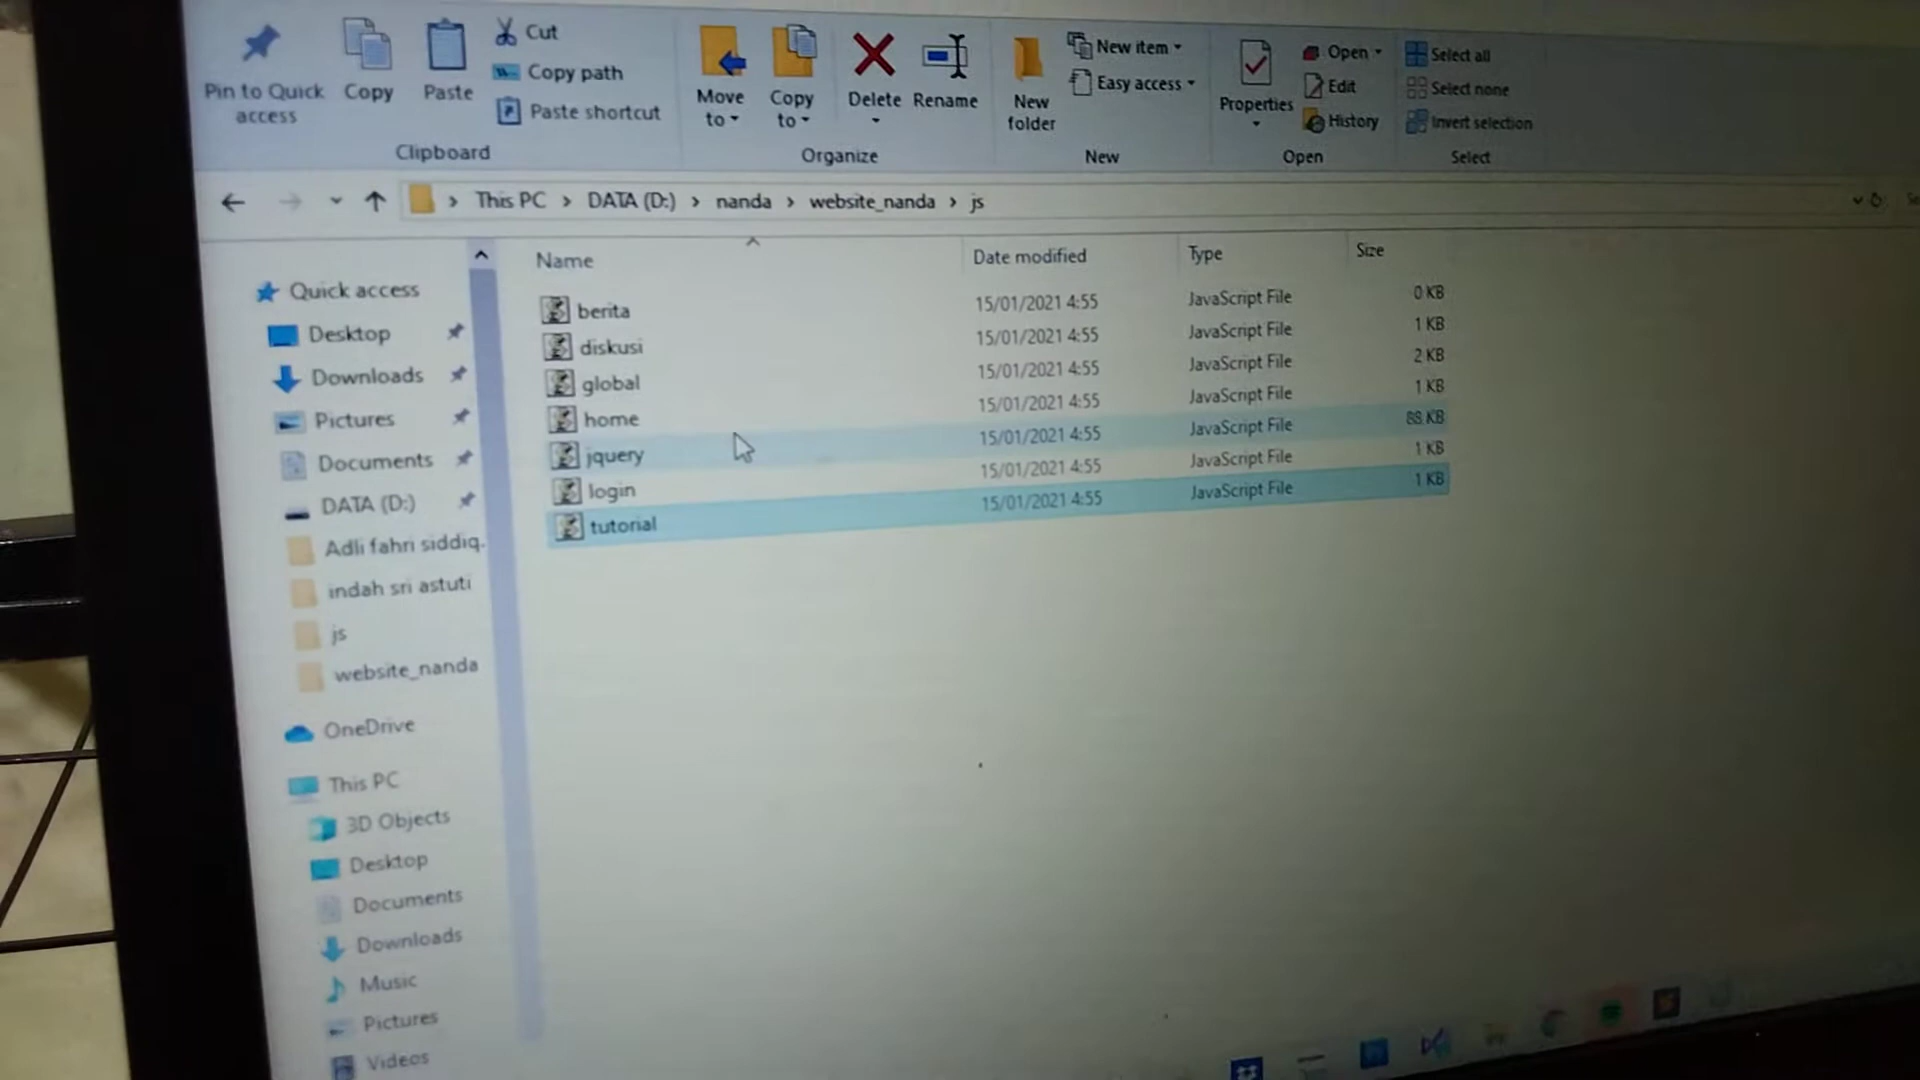 Pin to Quick access
Copy
Paste
Cut
Copy path
Paste shortcut
Clipboard
Move to
Copy to
Delete
Rename
Organize
New folder
New item
Easy access
New
Properties
Open
Edit
History
Open
Select all
Select none
Invert selection
Select
This PC > DATA (D:) > nanda > website_nanda > js
Name Date modified Type Size
berita 15/01/2021 4:55 JavaScript File 0 KB
diskusi 15/01/2021 4:55 JavaScript File 1 KB
global 15/01/2021 4:55 JavaScript File 2 KB
home 15/01/2021 4:55 JavaScript File 1 KB
jquery 15/01/2021 4:55 JavaScript File 88 KB
login 15/01/2021 4:55 JavaScript File 1 KB
tutorial 15/01/2021 4:55 JavaScript File 1 KB
Quick access
Desktop
Downloads
Pictures
Documents
DATA (D:)
Adli fahri siddiq.
indah sri astuti
js
website_nanda
OneDrive
This PC
3D Objects
Desktop
Documents
Downloads
Music
Pictures
Videos